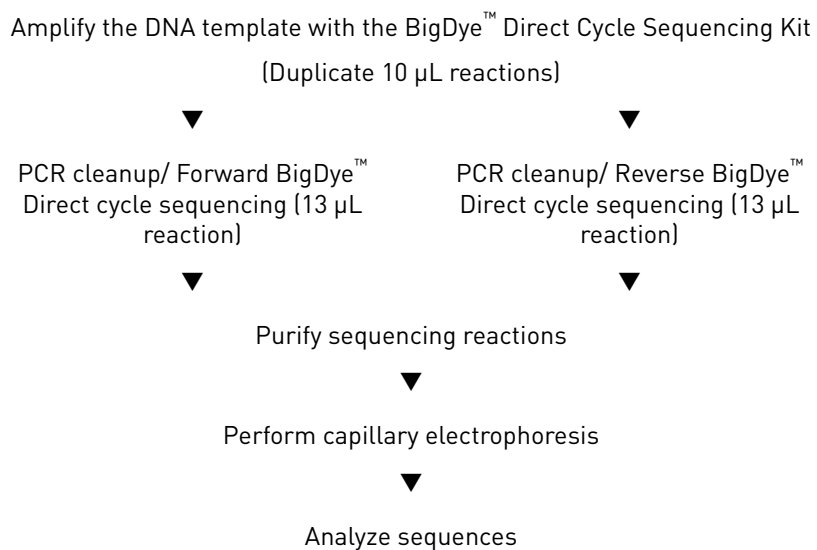 Amplify the DNA template with the BigDye™ Direct Cycle Sequencing Kit
(Duplicate 10 µL reactions)
PCR cleanup/ Forward BigDye™
Direct cycle sequencing (13 µL
reaction)
PCR cleanup/ Reverse BigDye™
Direct cycle sequencing (13 µL
reaction)
Purify sequencing reactions
Perform capillary electrophoresis
Analyze sequences